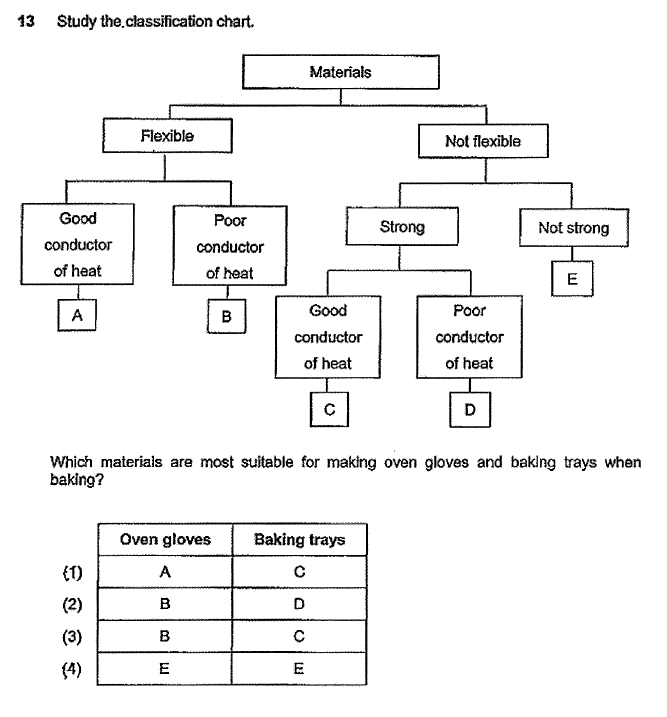 13 Study the classification chart.
Materials
Flexible
Not flexible
Good
conductor
of heat
Poor
conductor
of heat
Strong
Not strong
A
B
E
Good
conductor
of heat
Poor
conductor
of heat
C
D
Which materials are most suitable for making oven gloves and baking trays when
baking?
Oven gloves Baking trays
(1) A C
(2) B D
(3) B C
(4) E E